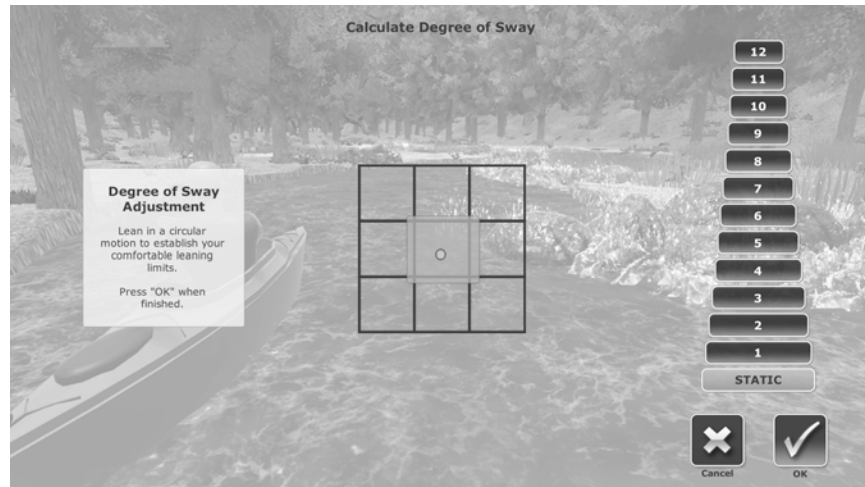 Calculate Degree of Sway
Degree of Sway
Adjustment
Lean in a circular
motion to establish your
comfortable leaning
limits.
Press "OK" when
finished.
12
11
10
9
8
7
6
5
4
3
2
1
STATIC
Cancel
OK